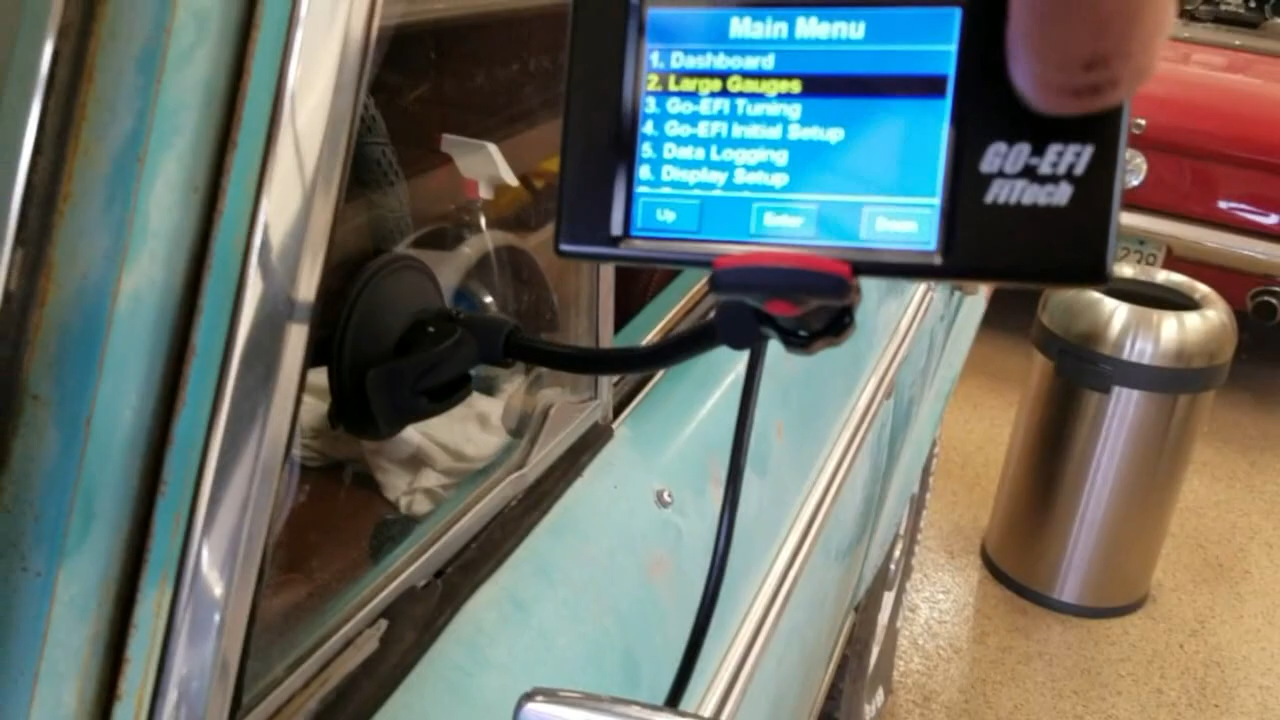 Main Menu
1. Dashboard
2. Large Gauges
3. Go-EFI Tuning
4. Go-EFI Initial Setup
5. Data Logging
6. Display Setup
Up Enter Down
GO-EFI
FiTech
239